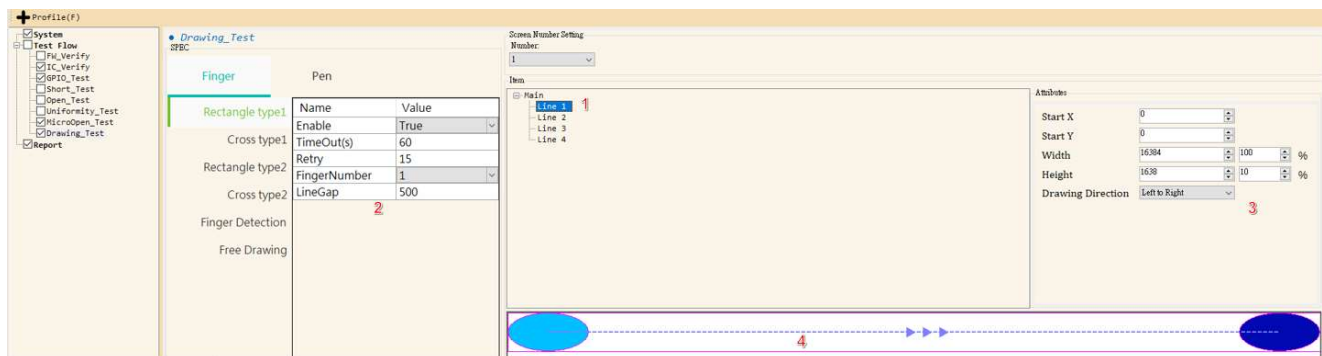 Profile(F)
System
Test Flow
FW_Verify
IC_Verify
GPIO_Test
Short_Test
Open_Test
Uniformity_Test
MicroOpen_Test
Drawing_Test
Report
Drawing_Test
SPEC
Finger
Pen
Rectangle type1
Cross type1
Rectangle type2
Cross type2
Finger Detection
Free Drawing
Name Value
Enable True
TimeOut(s) 60
Retry 15
FingerNumber 1
LineGap 500
2
Screen Number Setting
Number:
1
Item
Main
Line 1
Line 2
Line 3
Line 4
1
Attributes
Start X 0
Start Y 0
Width 16384 100 %
Height 1638 10 %
Drawing Direction Left to Right
3
4